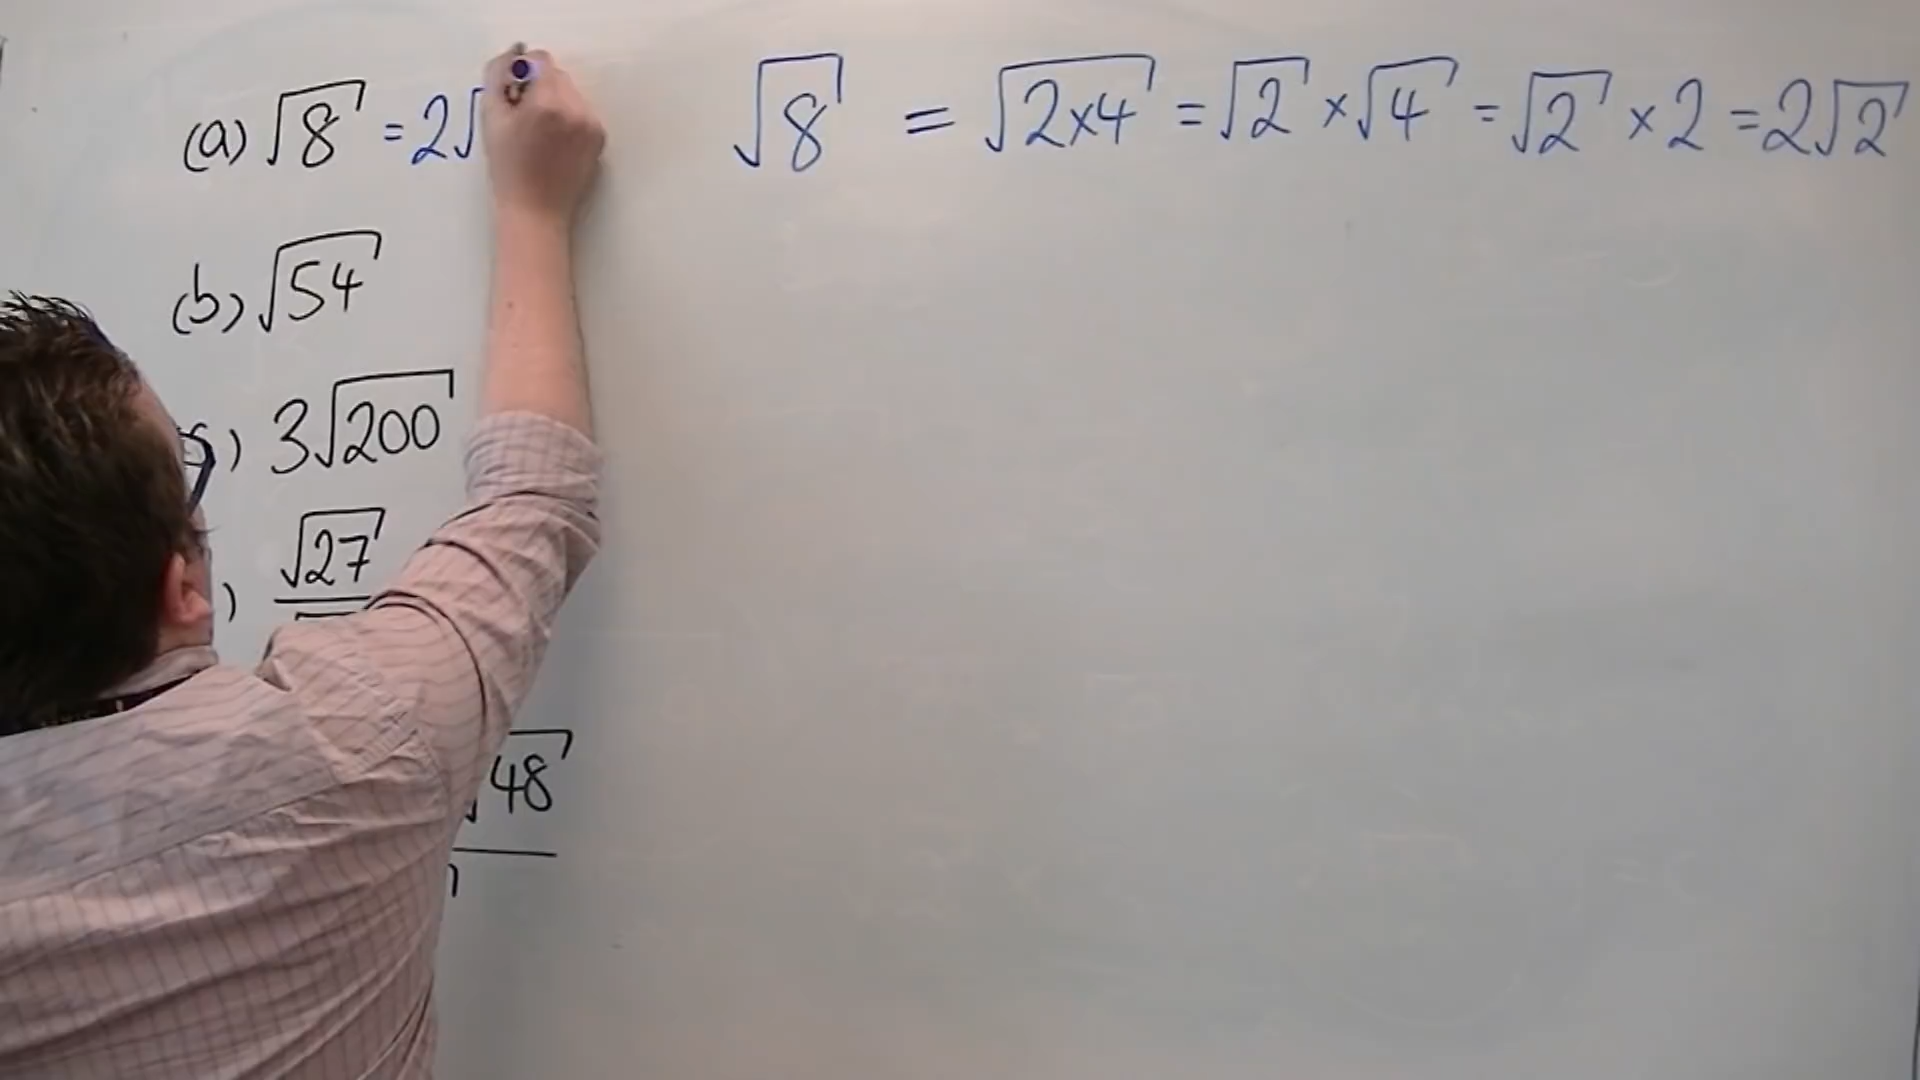 (a) √8 = 2√
√8 = √2×4 = √2 × √4 = √2 × 2 = 2√2
(b) √54
) 3√200
) √27
√48